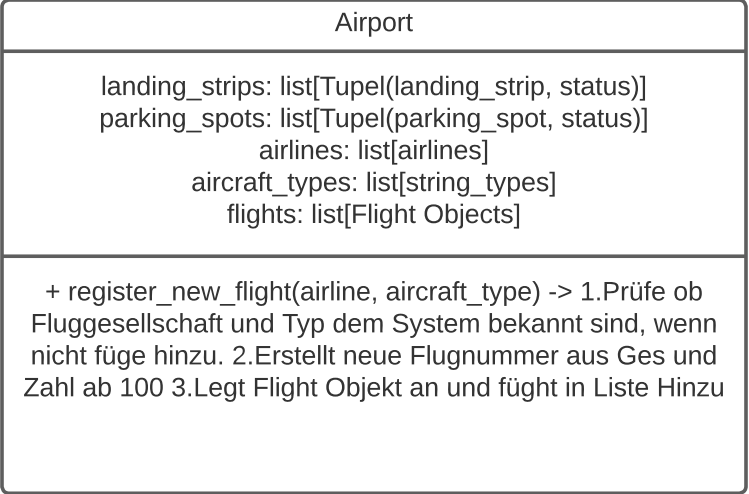 Airport
landing_strips: list[Tupel(landing_strip, status)]
parking_spots: list[Tupel(parking_spot, status)]
airlines: list[airlines]
aircraft_types: list[string_types]
flights: list[Flight Objects]
+ register_new_flight(airline, aircraft_type) -> 1.Prüfe ob
Fluggesellschaft und Typ dem System bekannt sind, wenn
nicht füge hinzu. 2.Erstellt neue Flugnummer aus Ges und
Zahl ab 100 3.Legt Flight Objekt an und füght in Liste Hinzu